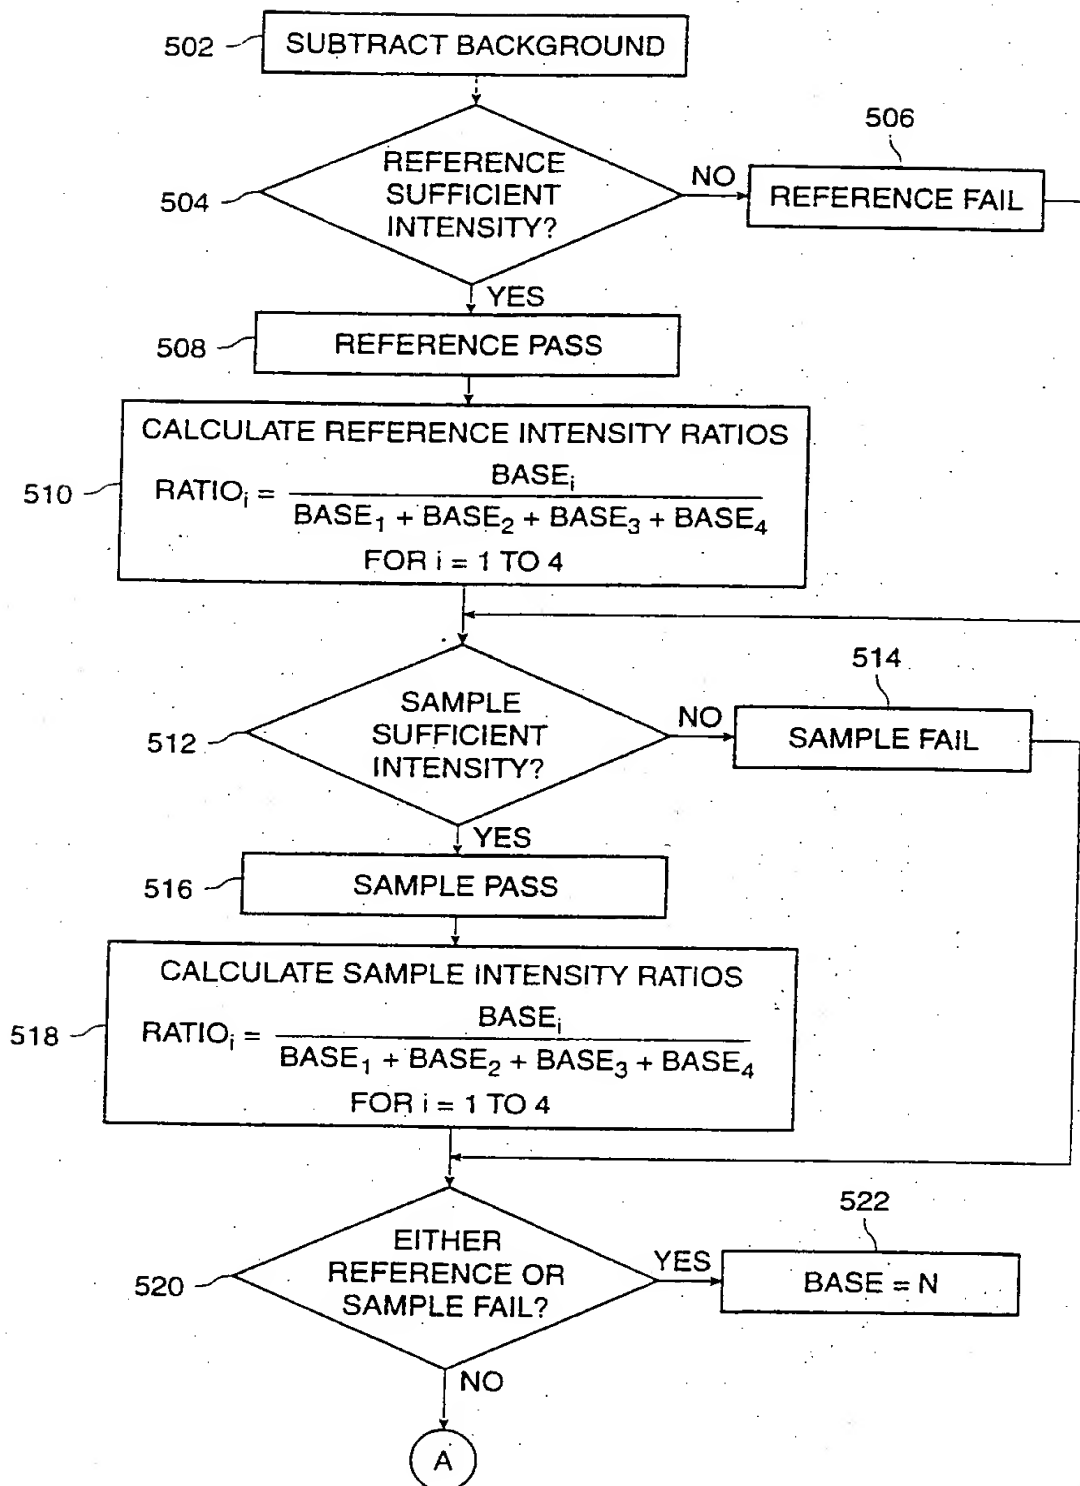 502
SUBTRACT BACKGROUND
506
504
REFERENCE
SUFFICIENT
INTENSITY?
NO
REFERENCE FAIL
YES
508
REFERENCE PASS
510
CALCULATE REFERENCE INTENSITY RATIOS
RATIOi = BASEi
BASE1 + BASE2 + BASE3 + BASE4
FOR i = 1 TO 4
514
512
SAMPLE
SUFFICIENT
INTENSITY?
NO
SAMPLE FAIL
YES
516
SAMPLE PASS
518
CALCULATE SAMPLE INTENSITY RATIOS
RATIOi = BASEi
BASE1 + BASE2 + BASE3 + BASE4
FOR i = 1 TO 4
522
520
EITHER
REFERENCE OR
SAMPLE FAIL?
YES
BASE = N
NO
A